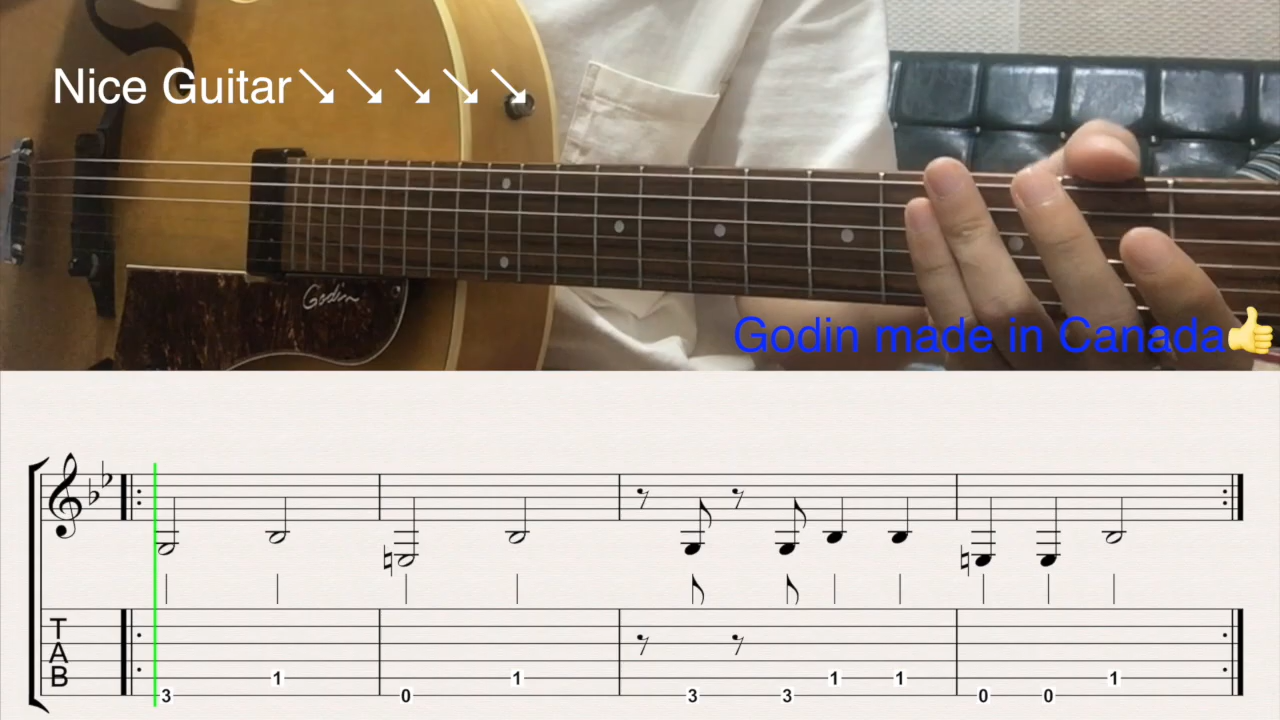 Nice Guitar↘↘↘↘↘
Godin
Godin made in Canada👍
T
A
B
3 1 0 1 3 3 1 1 0 0 1